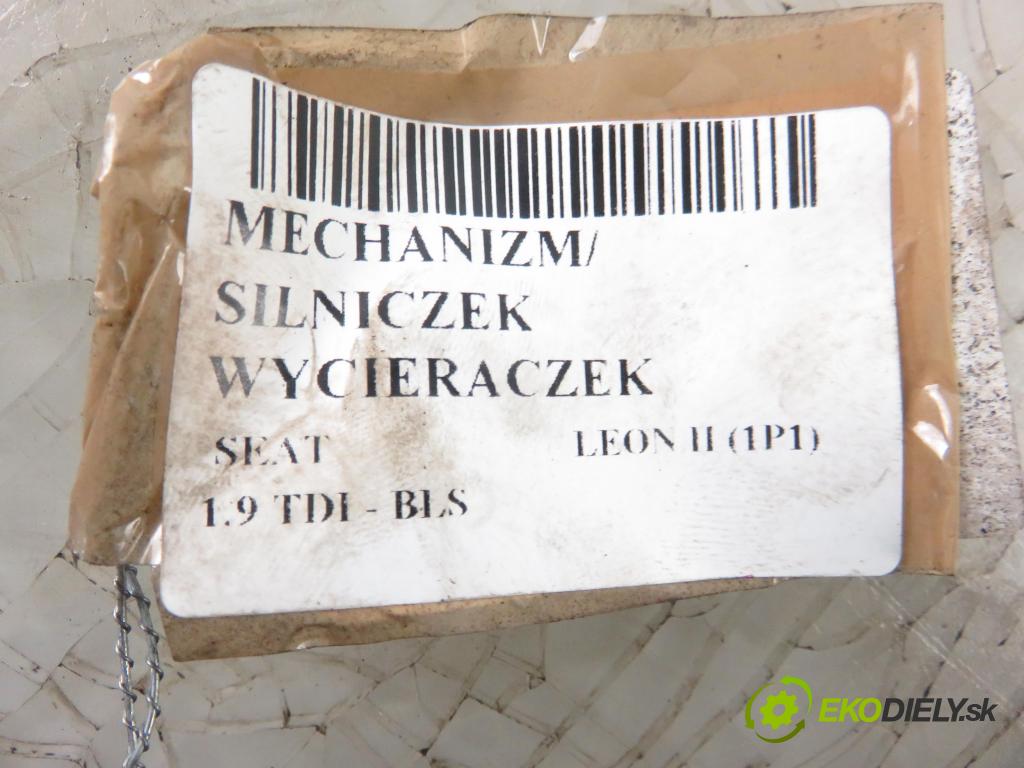 MECHANIZM/
SILNICZEK
WYCIERACZEK
SEAT LEON II (1P1)
1.9 TDI - BLS
EKODIELY.sk